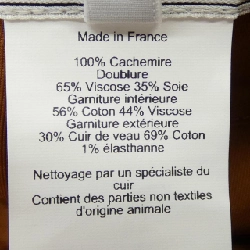 Made in France
100% Cachemire
Doublure
65% Viscose 35% Soie
Garniture intérieure
56% Coton 44% Viscose
Garniture extérieure
30% Cuir de veau 69% Coton
1% élasthanne
Nettoyage par un spécialiste du
cuir
Contient des parties non textiles
d'origine animale